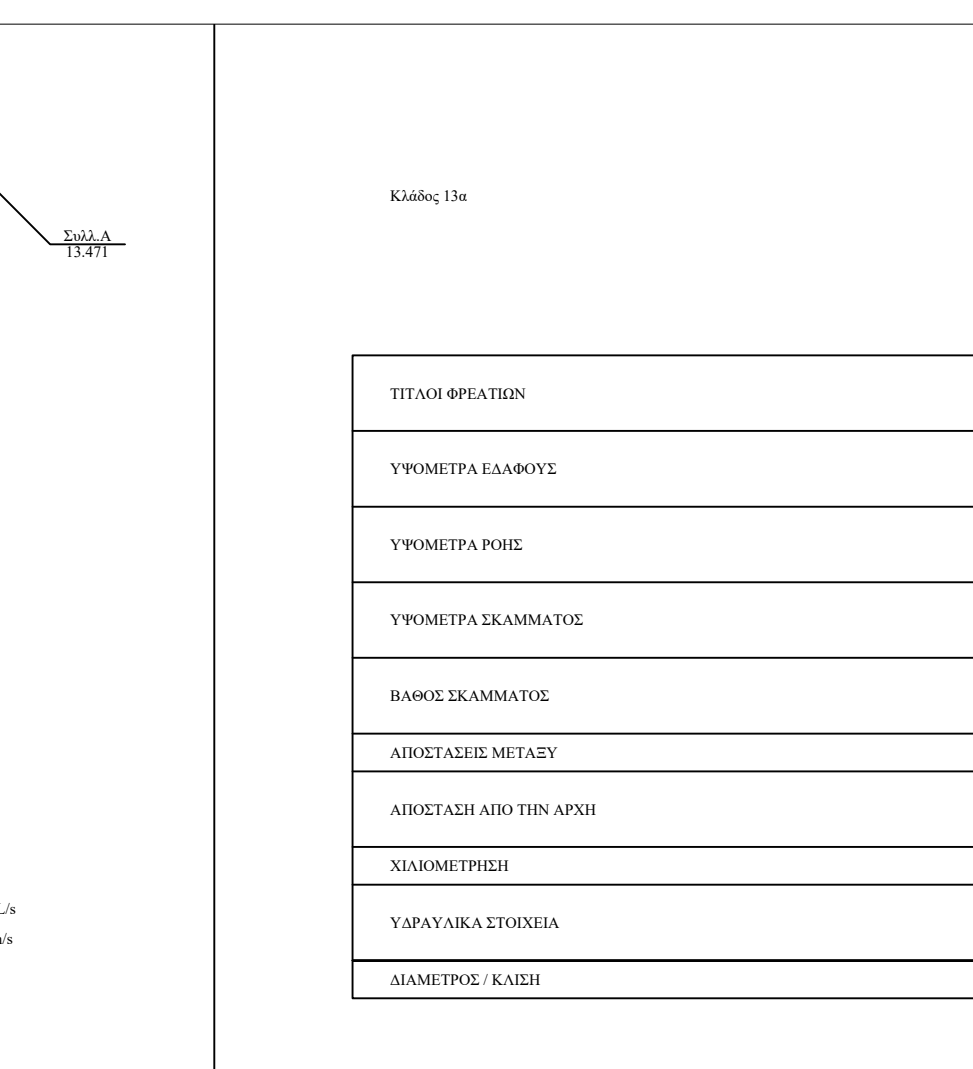 Συλλ.Α
13.471
L/s
/s
Κλάδος 13α
ΤΙΤΛΟΙ ΦΡΕΑΤΙΩΝ
ΥΨΟΜΕΤΡΑ ΕΔΑΦΟΥΣ
ΥΨΟΜΕΤΡΑ ΡΟΗΣ
ΥΨΟΜΕΤΡΑ ΣΚΑΜΜΑΤΟΣ
ΒΑΘΟΣ ΣΚΑΜΜΑΤΟΣ
ΑΠΟΣΤΑΣΕΙΣ ΜΕΤΑΞΥ
ΑΠΟΣΤΑΣΗ ΑΠΟ ΤΗΝ ΑΡΧΗ
ΧΙΛΙΟΜΕΤΡΗΣΗ
ΥΔΡΑΥΛΙΚΑ ΣΤΟΙΧΕΙΑ
ΔΙΑΜΕΤΡΟΣ / ΚΛΙΣΗ